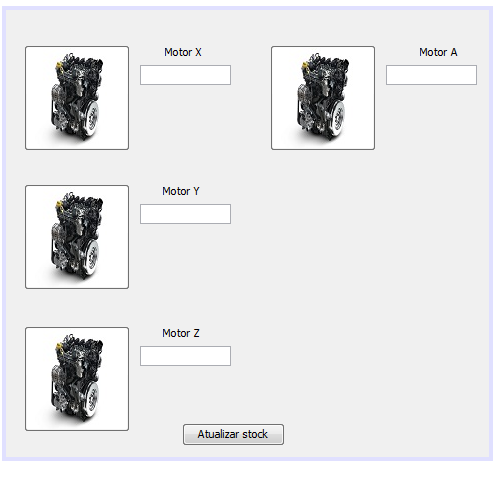 Motor X
Motor A
Motor Y
Motor Z
Atualizar stock